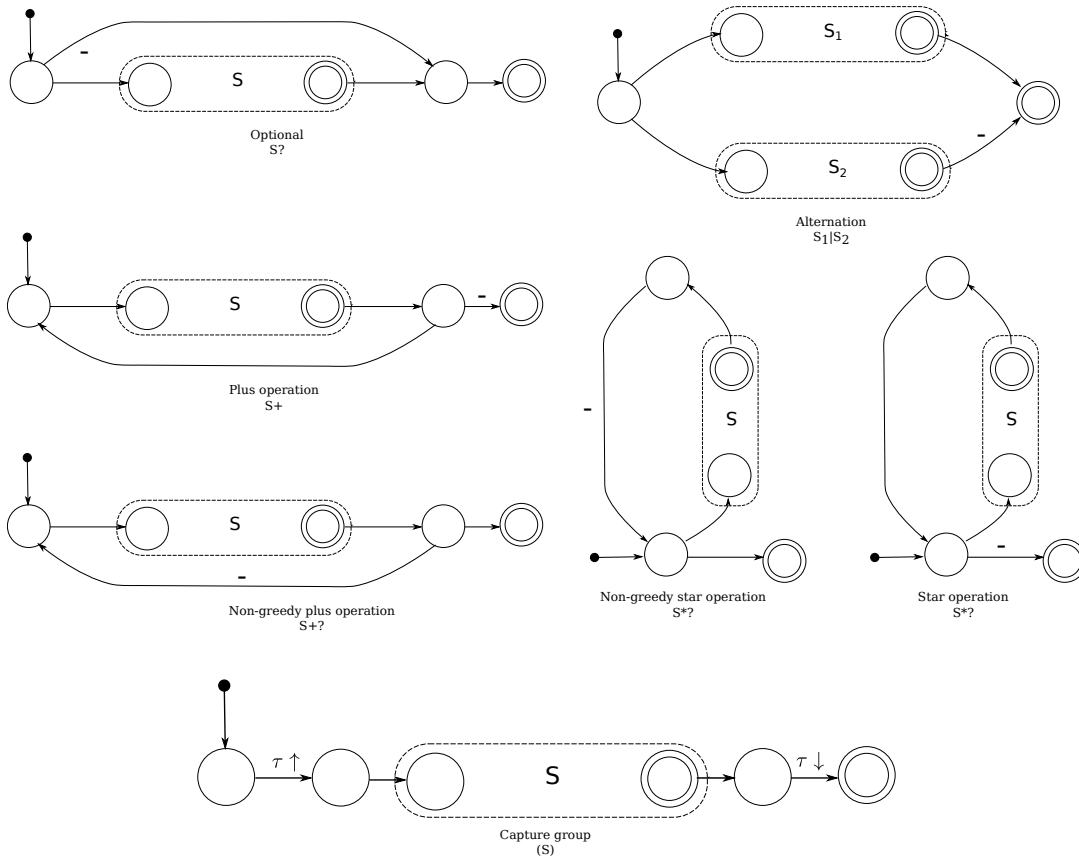 -
S
Optional
S?
S₁
S₂
-
Alternation
S₁|S₂
S
-
Plus operation
S+
S
-
Non-greedy plus operation
S+?
-
S
Non-greedy star operation
S*?
S
-
Star operation
S*?
τ ↑
S
τ ↓
Capture group
(S)